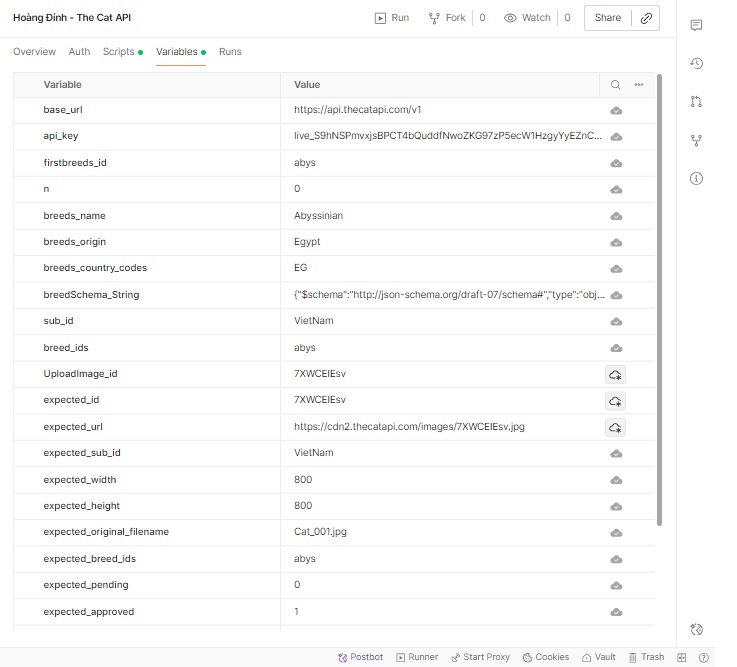 Hoàng Đinh - The Cat API Run Fork 0 Watch 0 Share
Overview Auth Scripts Variables Runs
Variable Value
base_url https://api.thecatapi.com/v1
api_key live_S9hNSPmvxjsBPCT4bQuddfNwoZKG97zP5ecW1HzgyYyEZnC...
firstbreeds_id abys
n 0
breeds_name Abyssinian
breeds_origin Egypt
breeds_country_codes EG
breedSchema_String {"$schema":"http://json-schema.org/draft-07/schema#","type":"obj...
sub_id VietNam
breed_ids abys
UploadImage_id 7XWCEIEsv
expected_id 7XWCEIEsv
expected_url https://cdn2.thecatapi.com/images/7XWCEIEsv.jpg
expected_sub_id VietNam
expected_width 800
expected_height 800
expected_original_filename Cat_001.jpg
expected_breed_ids abys
expected_pending 0
expected_approved 1
Postbot Runner Start Proxy Cookies Vault Trash